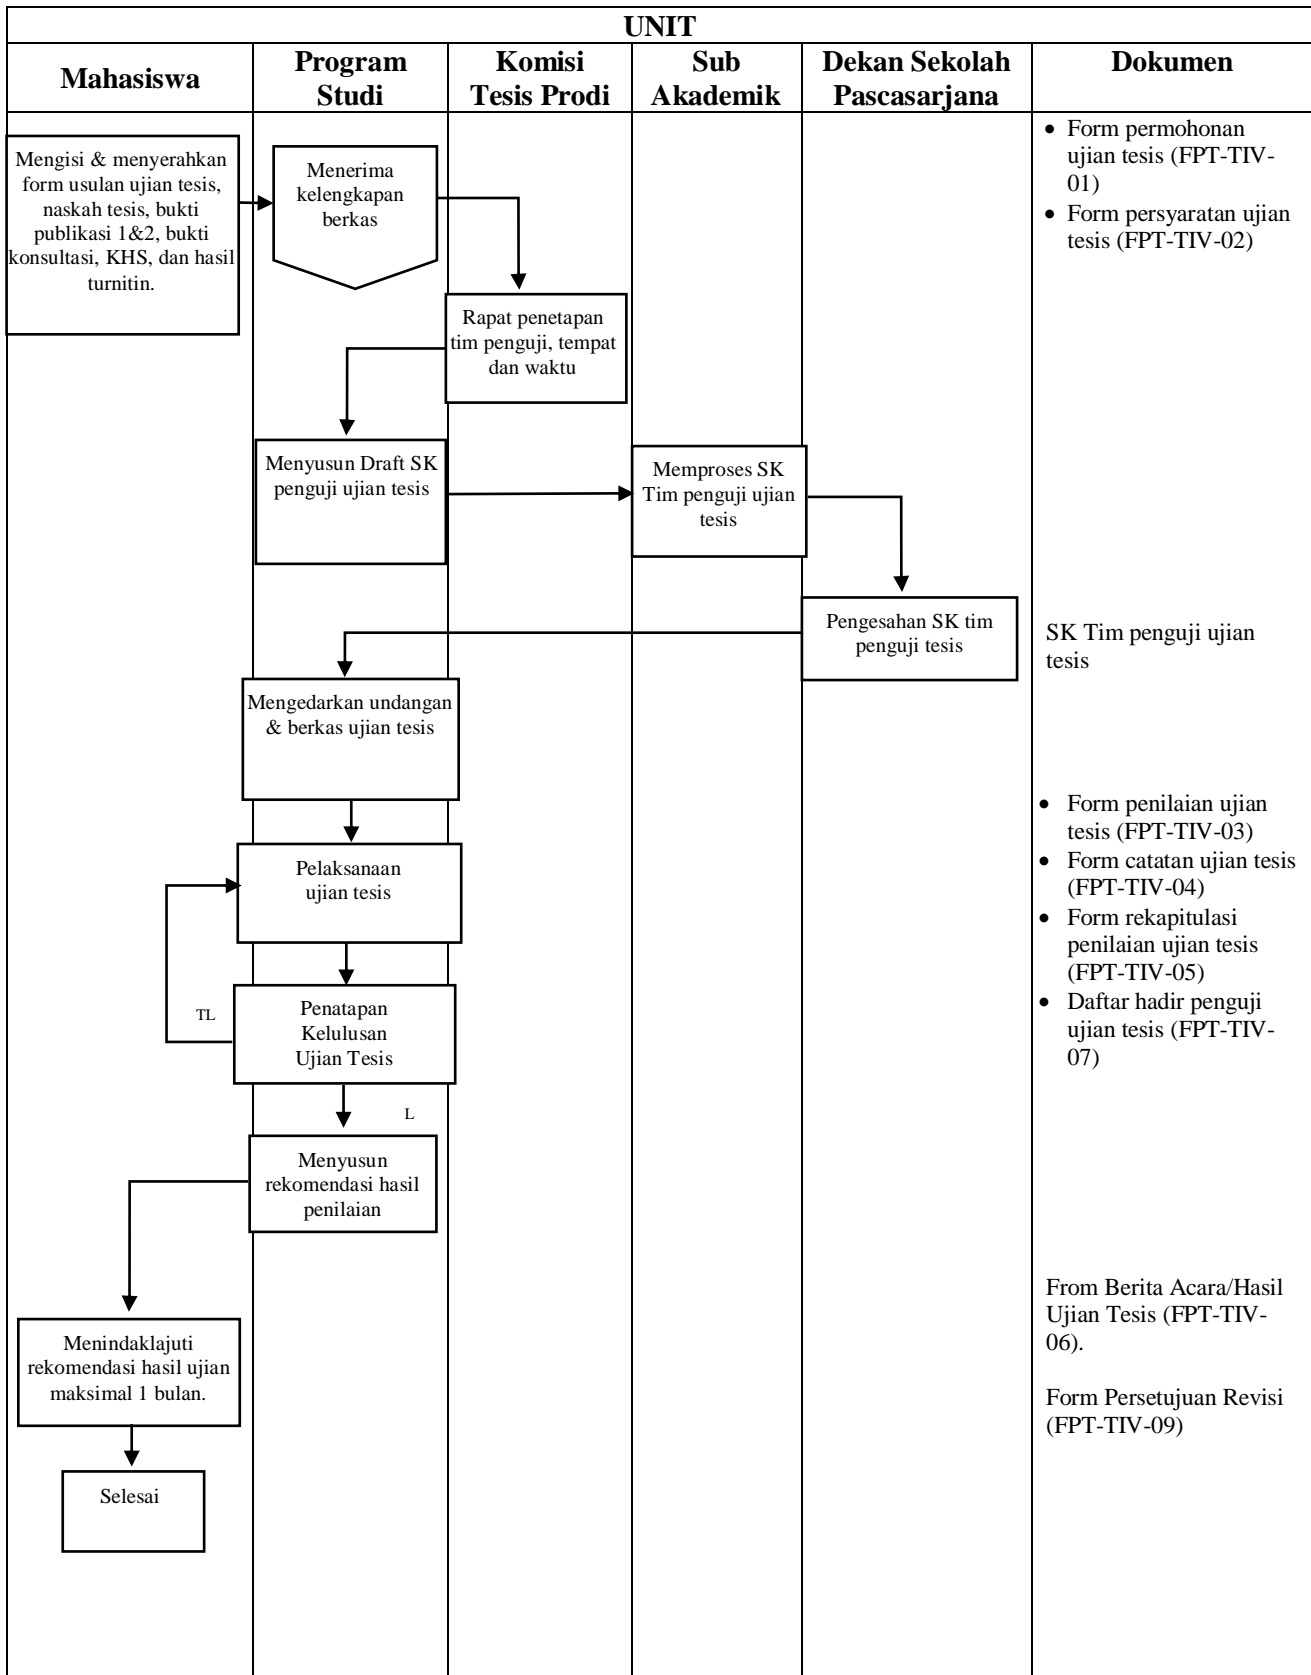 UNIT
Mahasiswa
Program
Studi
Komisi
Tesis Prodi
Sub
Akademik
Dekan Sekolah
Pascasarjana
Dokumen
Mengisi & menyerahkan
form usulan ujian tesis,
naskah tesis, bukti
publikasi 1&2, bukti
konsultasi, KHS, dan hasil
turnitin.
Menerima
kelengkapan
berkas
• Form permohonan
ujian tesis (FPT-TIV-
01)
• Form persyaratan ujian
tesis (FPT-TIV-02)
Rapat penetapan
tim penguji, tempat
dan waktu
Menyusun Draft SK
penguji ujian tesis
Memproses SK
Tim penguji ujian
tesis
Pengesahan SK tim
penguji tesis
SK Tim penguji ujian
tesis
Mengedarkan undangan
& berkas ujian tesis
Pelaksanaan
ujian tesis
• Form penilaian ujian
tesis (FPT-TIV-03)
• Form catatan ujian tesis
(FPT-TIV-04)
• Form rekapitulasi
penilaian ujian tesis
(FPT-TIV-05)
• Daftar hadir penguji
ujian tesis (FPT-TIV-
07)
TL
Penatapan
Kelulusan
Ujian Tesis
L
Menyusun
rekomendasi hasil
penilaian
From Berita Acara/Hasil
Ujian Tesis (FPT-TIV-
06).
Menindaklajuti
rekomendasi hasil ujian
maksimal 1 bulan.
Form Persetujuan Revisi
(FPT-TIV-09)
Selesai